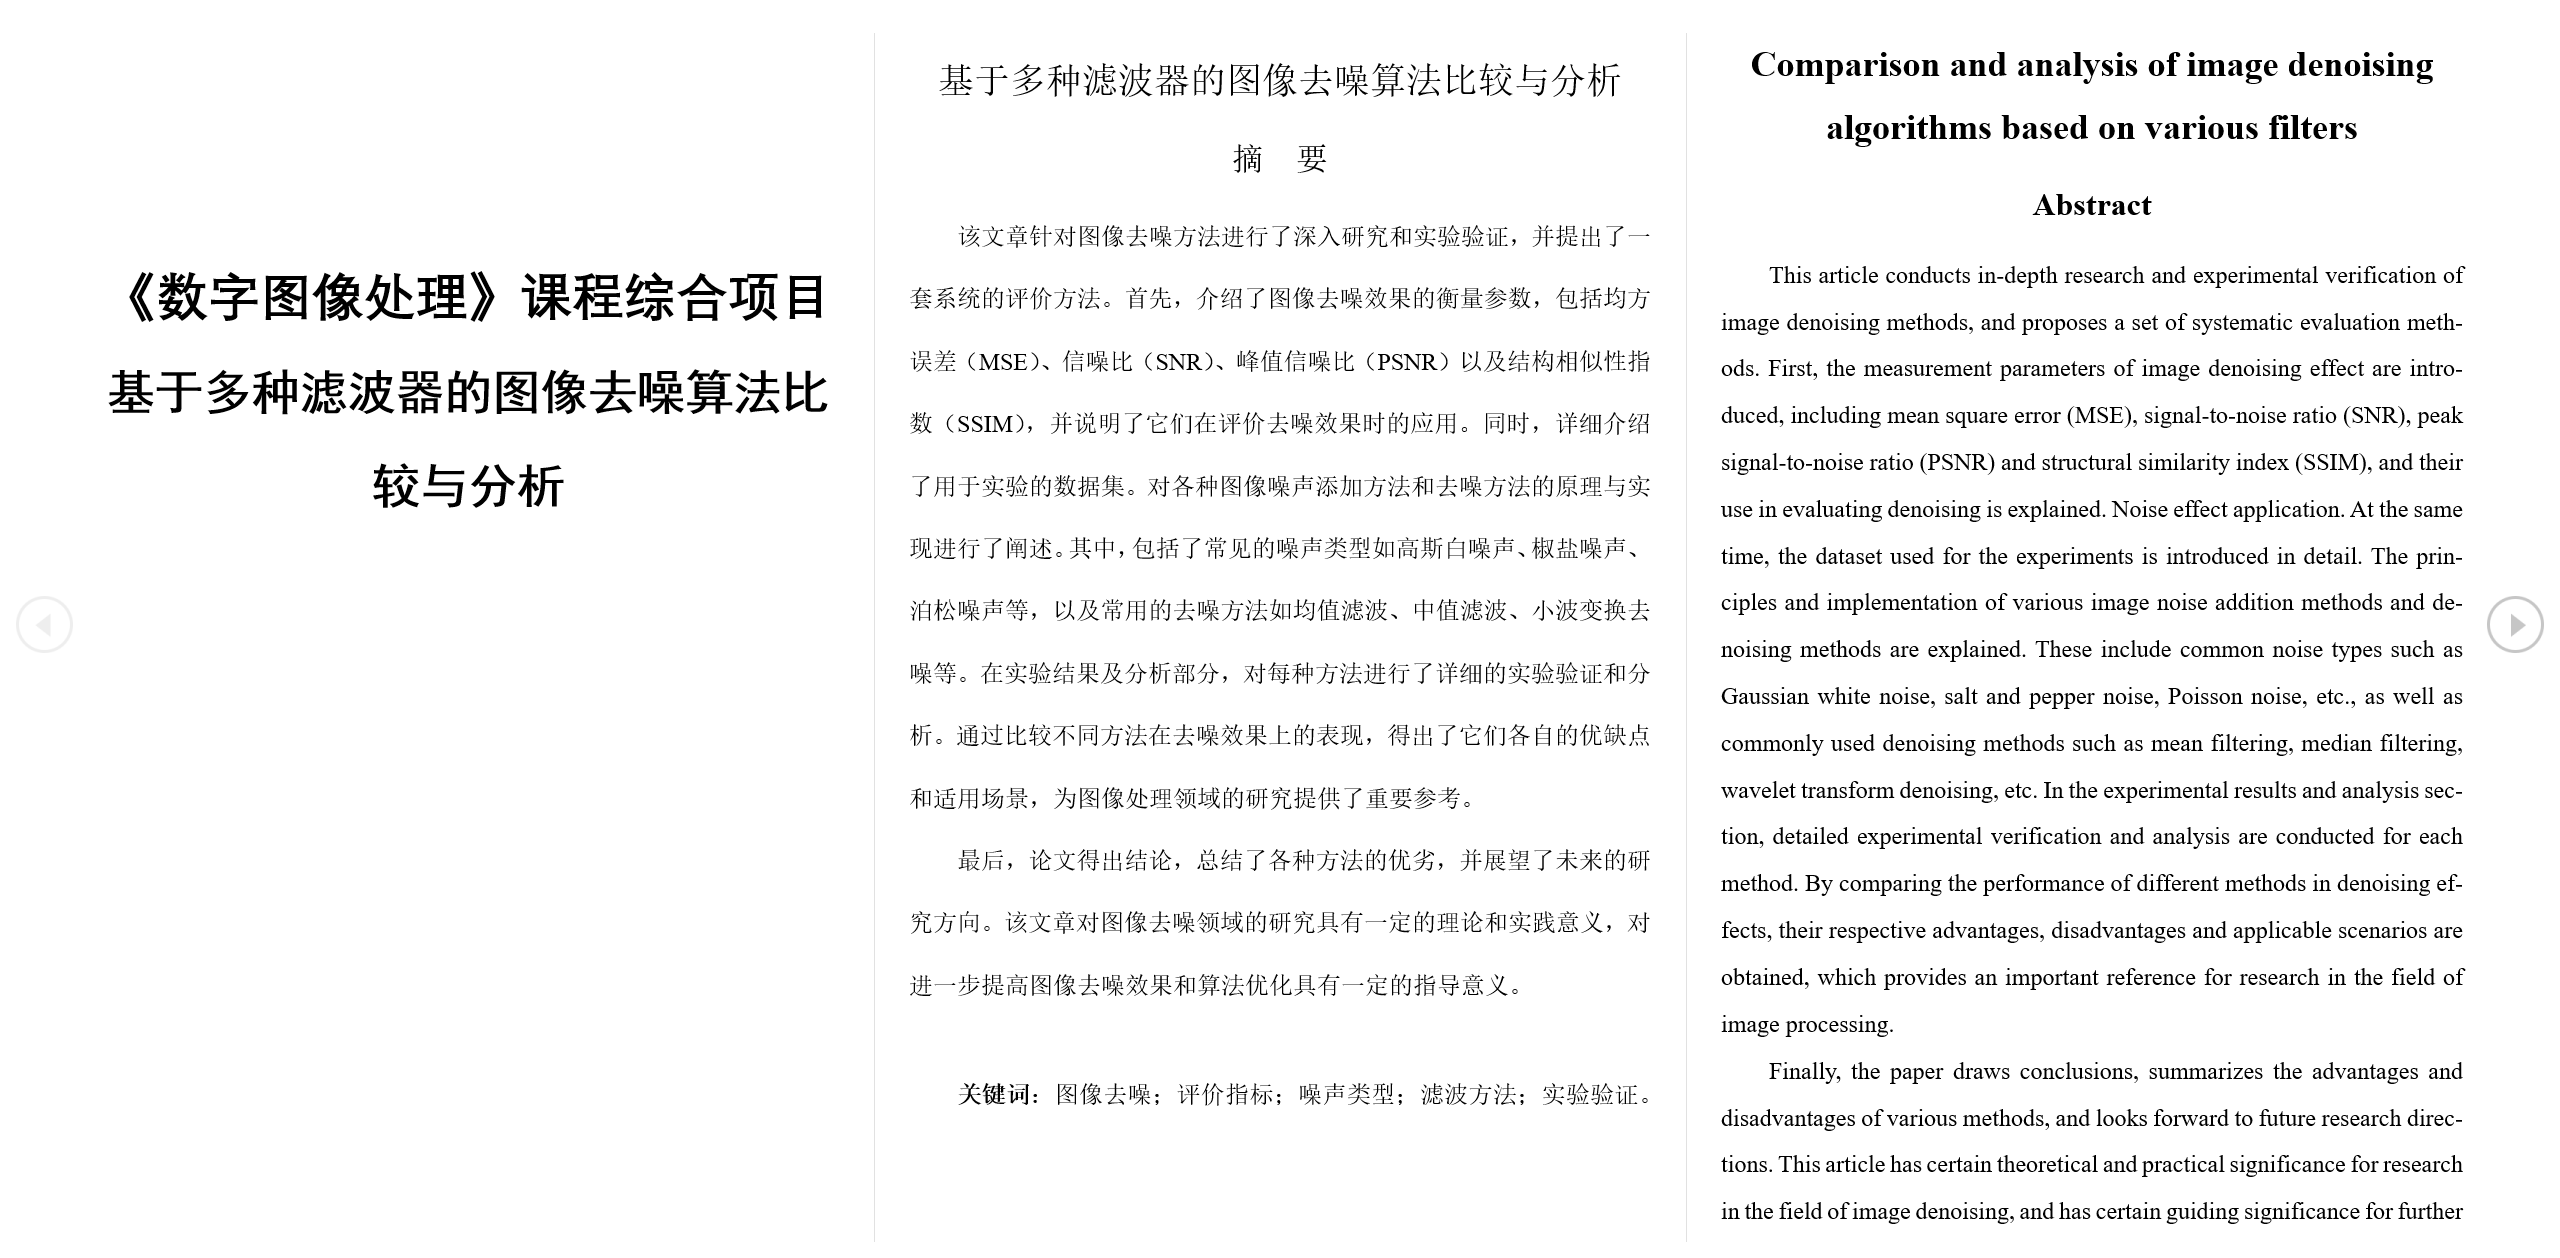 《数字图像处理》课程综合项目
基于多种滤波器的图像去噪算法比
较与分析
基于多种滤波器的图像去噪算法比较与分析
摘 要
该文章针对图像去噪方法进行了深入研究和实验验证，并提出了一
套系统的评价方法。首先，介绍了图像去噪效果的衡量参数，包括均方
误差（MSE）、信噪比（SNR）、峰值信噪比（PSNR）以及结构相似性指
数（SSIM），并说明了它们在评价去噪效果时的应用。同时，详细介绍
了用于实验的数据集。对各种图像噪声添加方法和去噪方法的原理与实
现进行了阐述。其中，包括了常见的噪声类型如高斯白噪声、椒盐噪声、
泊松噪声等，以及常用的去噪方法如均值滤波、中值滤波、小波变换去
噪等。在实验结果及分析部分，对每种方法进行了详细的实验验证和分
析。通过比较不同方法在去噪效果上的表现，得出了它们各自的优缺点
和适用场景，为图像处理领域的研究提供了重要参考。
最后，论文得出结论，总结了各种方法的优劣，并展望了未来的研
究方向。该文章对图像去噪领域的研究具有一定的理论和实践意义，对
进一步提高图像去噪效果和算法优化具有一定的指导意义。
关键词：图像去噪；评价指标；噪声类型；滤波方法；实验验证。
Comparison and analysis of image denoising
algorithms based on various filters
Abstract
This article conducts in-depth research and experimental verification of
image denoising methods, and proposes a set of systematic evaluation meth-
ods. First, the measurement parameters of image denoising effect are intro-
duced, including mean square error (MSE), signal-to-noise ratio (SNR), peak
signal-to-noise ratio (PSNR) and structural similarity index (SSIM), and their
use in evaluating denoising is explained. Noise effect application. At the same
time, the dataset used for the experiments is introduced in detail. The prin-
ciples and implementation of various image noise addition methods and de-
noising methods are explained. These include common noise types such as
Gaussian white noise, salt and pepper noise, Poisson noise, etc., as well as
commonly used denoising methods such as mean filtering, median filtering,
wavelet transform denoising, etc. In the experimental results and analysis sec-
tion, detailed experimental verification and analysis are conducted for each
method. By comparing the performance of different methods in denoising ef-
fects, their respective advantages, disadvantages and applicable scenarios are
obtained, which provides an important reference for research in the field of
image processing.
Finally, the paper draws conclusions, summarizes the advantages and
disadvantages of various methods, and looks forward to future research direc-
tions. This article has certain theoretical and practical significance for research
in the field of image denoising, and has certain guiding significance for further